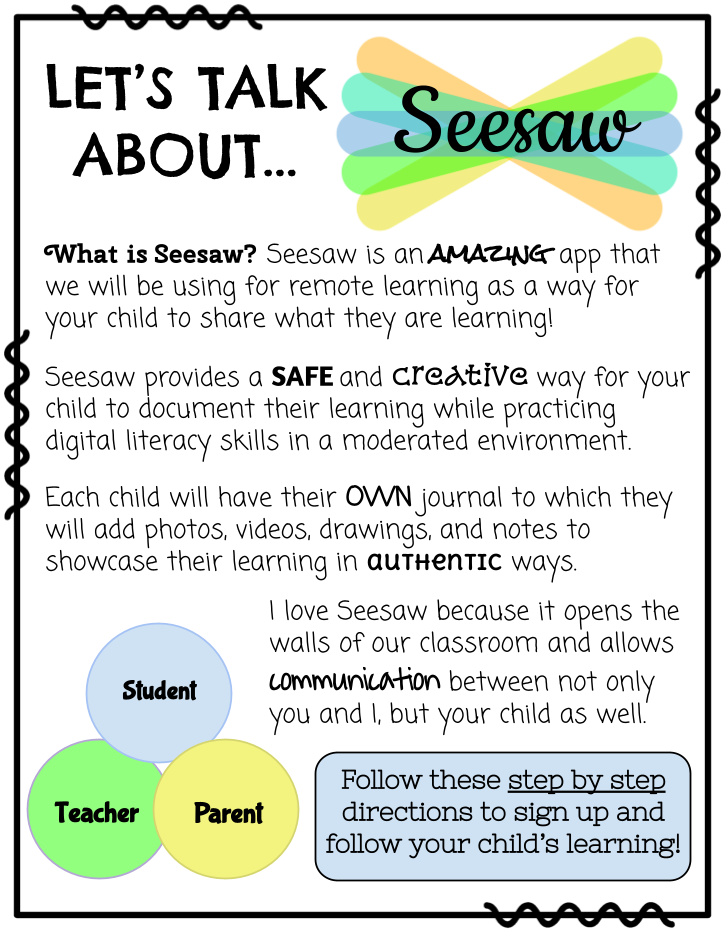 LET'S TALK
ABOUT...
Seesaw
What is Seesaw? Seesaw is an AMAZING app that
we will be using for remote learning as a way for
your child to share what they are learning!
Seesaw provides a SAFE and creative way for your
child to document their learning while practicing
digital literacy skills in a moderated environment.
Each child will have their OWN journal to which they
will add photos, videos, drawings, and notes to
showcase their learning in AUTHENTIC ways.
I love Seesaw because it opens the
walls of our classroom and allows
communication between not only
you and I, but your child as well.
Student
Teacher
Parent
Follow these step by step
directions to sign up and
follow your child's learning!